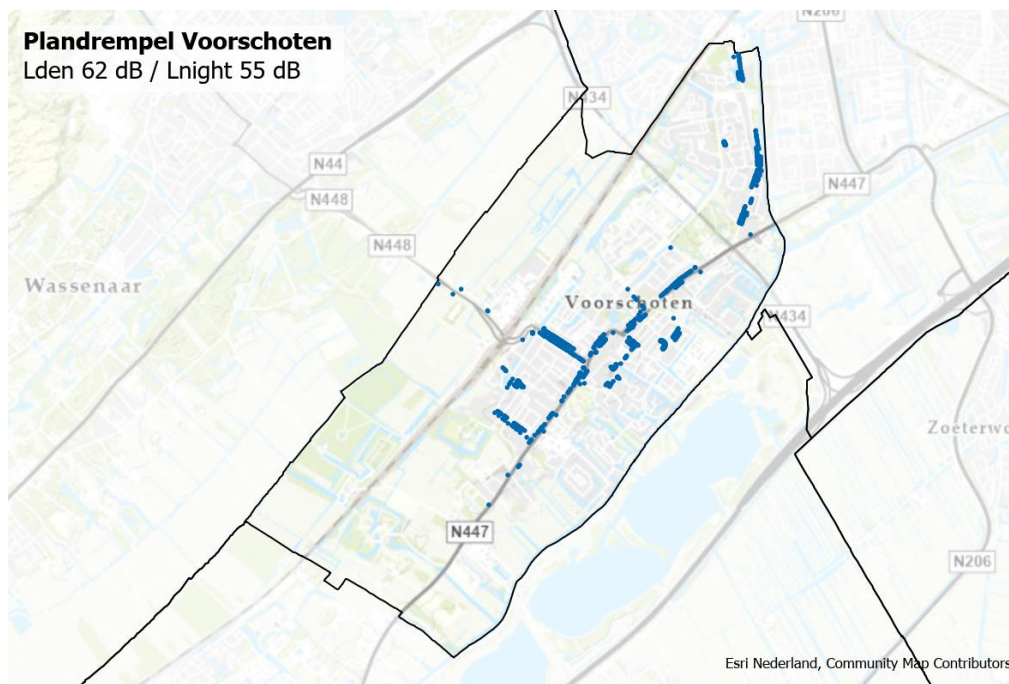 Plandrempel Voorschoten
Lden 62 dB / Lnight 55 dB
N206
N434
N44
N447
N448
N448
Wassenaar
Voorschoten
N434
Zoeterwo
N447
N206
Esri Nederland, Community Map Contributors